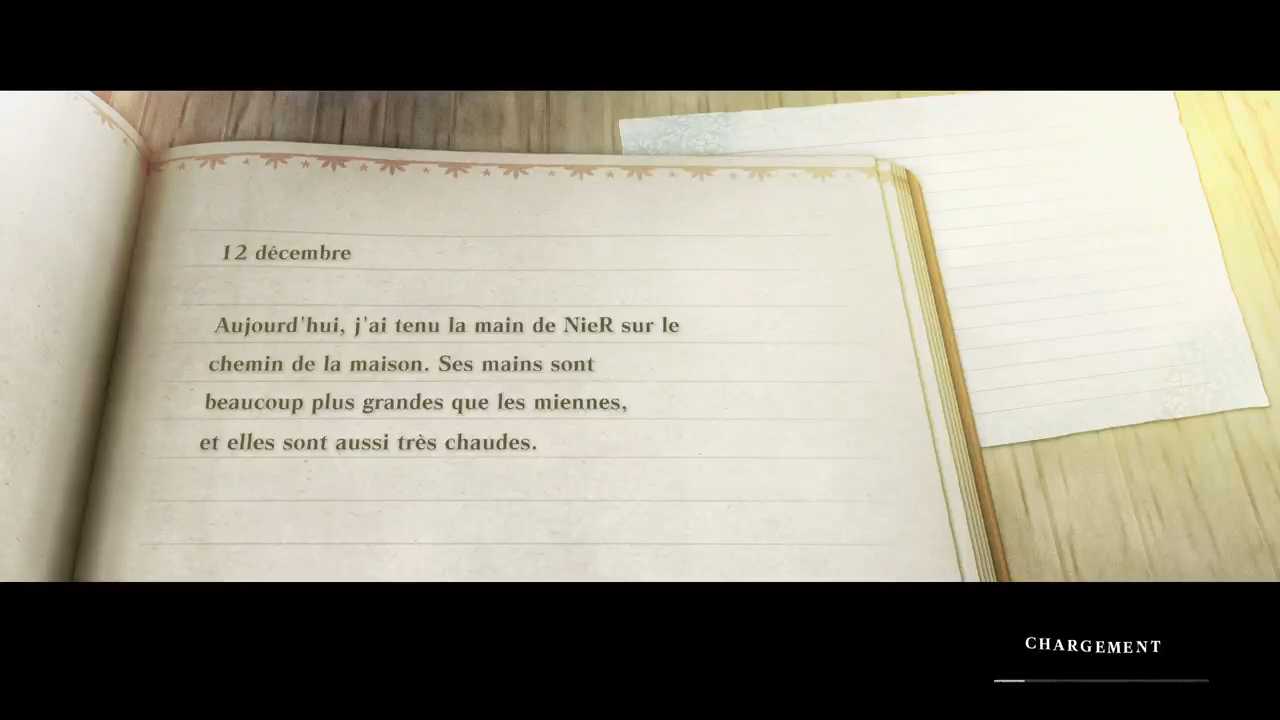 12 décembre
Aujourd'hui, j'ai tenu la main de NieR sur le
chemin de la maison. Ses mains sont
beaucoup plus grandes que les miennes,
et elles sont aussi très chaudes.
CHARGEMENT